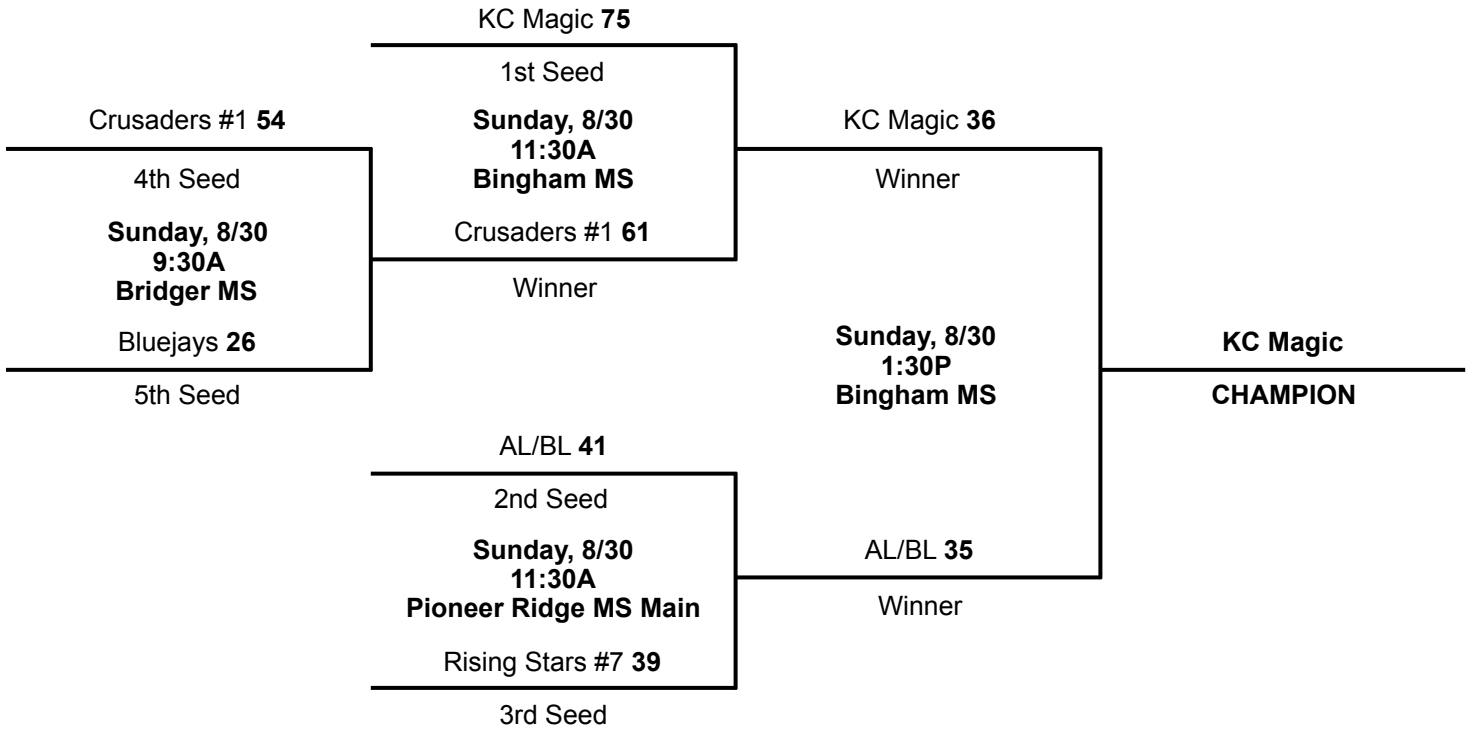 KC Magic 75
1st Seed
Sunday, 8/30
11:30A
Bingham MS
Crusaders #1 61
Winner
Crusaders #1 54
4th Seed
Sunday, 8/30
9:30A
Bridger MS
Bluejays 26
5th Seed
AL/BL 41
2nd Seed
Sunday, 8/30
11:30A
Pioneer Ridge MS Main
Rising Stars #7 39
3rd Seed
KC Magic 36
Winner
Sunday, 8/30
1:30P
Bingham MS
AL/BL 35
Winner
KC Magic
CHAMPION